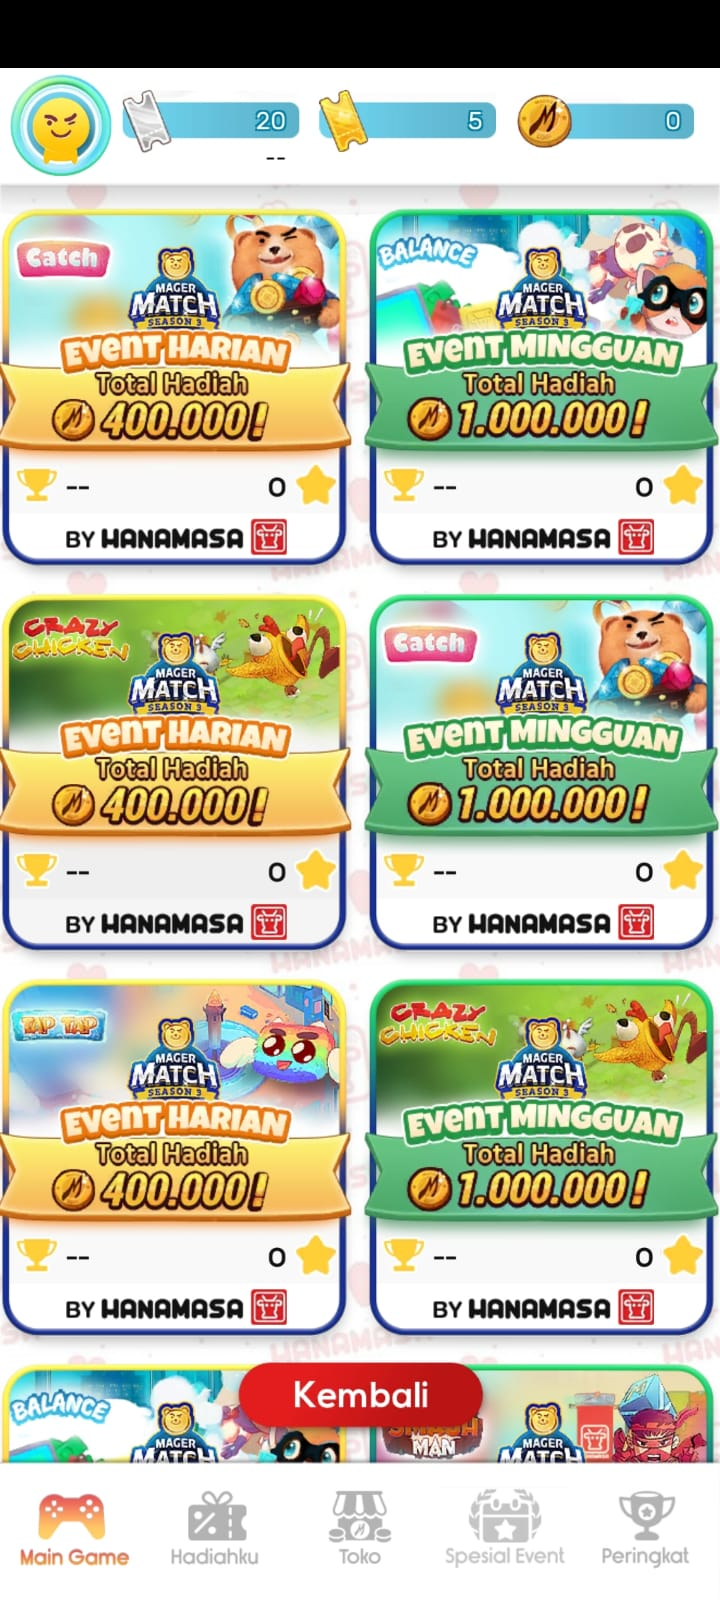 20
5
0
--
Catch
MAGER
MATCH
SEASON 3
EVENT HARIAN
Total Hadiah
400.000!
--
0
BY HANAMASA
BALANCE
MAGER
MATCH
SEASON 3
EVENT MINGGUAN
Total Hadiah
1.000.000!
--
0
BY HANAMASA
CRAZY
CHICKEN
MAGER
MATCH
SEASON 3
EVENT HARIAN
Total Hadiah
400.000!
--
0
BY HANAMASA
Catch
MAGER
MATCH
SEASON 3
EVENT MINGGUAN
Total Hadiah
1.000.000!
--
0
BY HANAMASA
TAP TAP
MAGER
MATCH
SEASON 3
EVENT HARIAN
Total Hadiah
400.000!
--
0
BY HANAMASA
CRAZY
CHICKEN
MAGER
MATCH
SEASON 3
EVENT MINGGUAN
Total Hadiah
1.000.000!
--
0
BY HANAMASA
BALANCE
MAGER
MATCH
Kembali
SMASH
MAN
MAGER
MATCH
Main Game
Hadiahku
Toko
Spesial Event
Peringkat